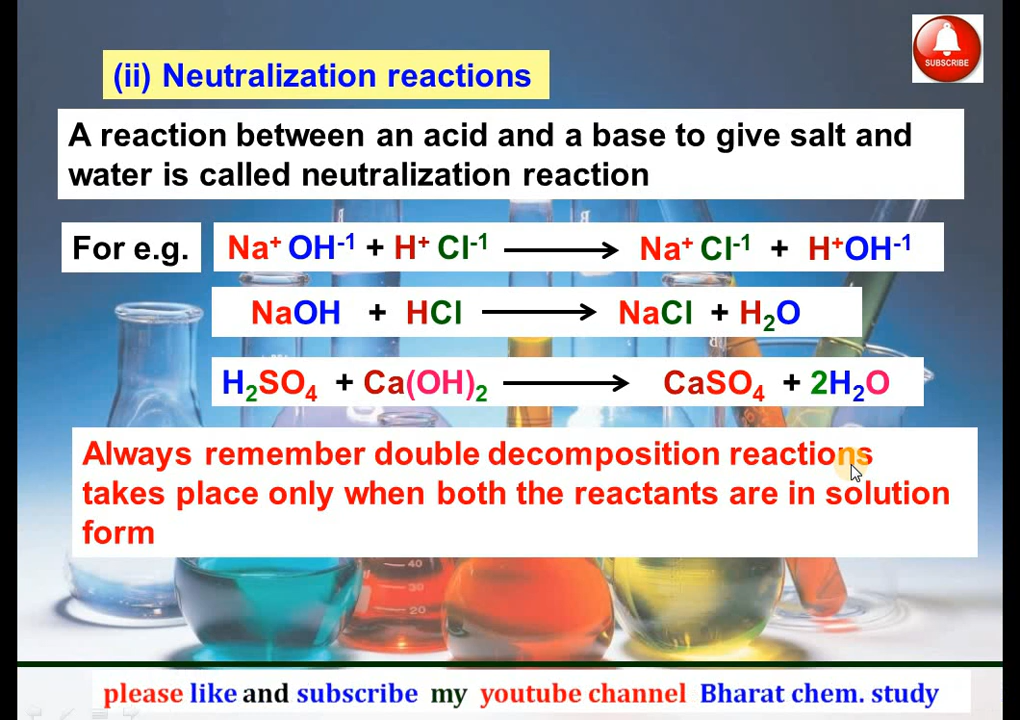 SUBSCRIBE
(ii) Neutralization reactions
A reaction between an acid and a base to give salt and
water is called neutralization reaction
For e.g. Na⁺ OH⁻¹ + H⁺ Cl⁻¹ ⟶ Na⁺ Cl⁻¹ + H⁺OH⁻¹
NaOH + HCl ⟶ NaCl + H₂O
H₂SO₄ + Ca(OH)₂ ⟶ CaSO₄ + 2H₂O
Always remember double decomposition reactions
takes place only when both the reactants are in solution
form
40
30
20
please like and subscribe my youtube channel Bharat chem. study